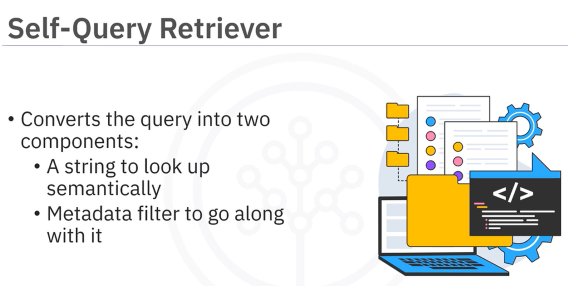 Self-Query Retriever
• Converts the query into two
components:
• A string to look up
semantically
• Metadata filter to go along
with it
</>